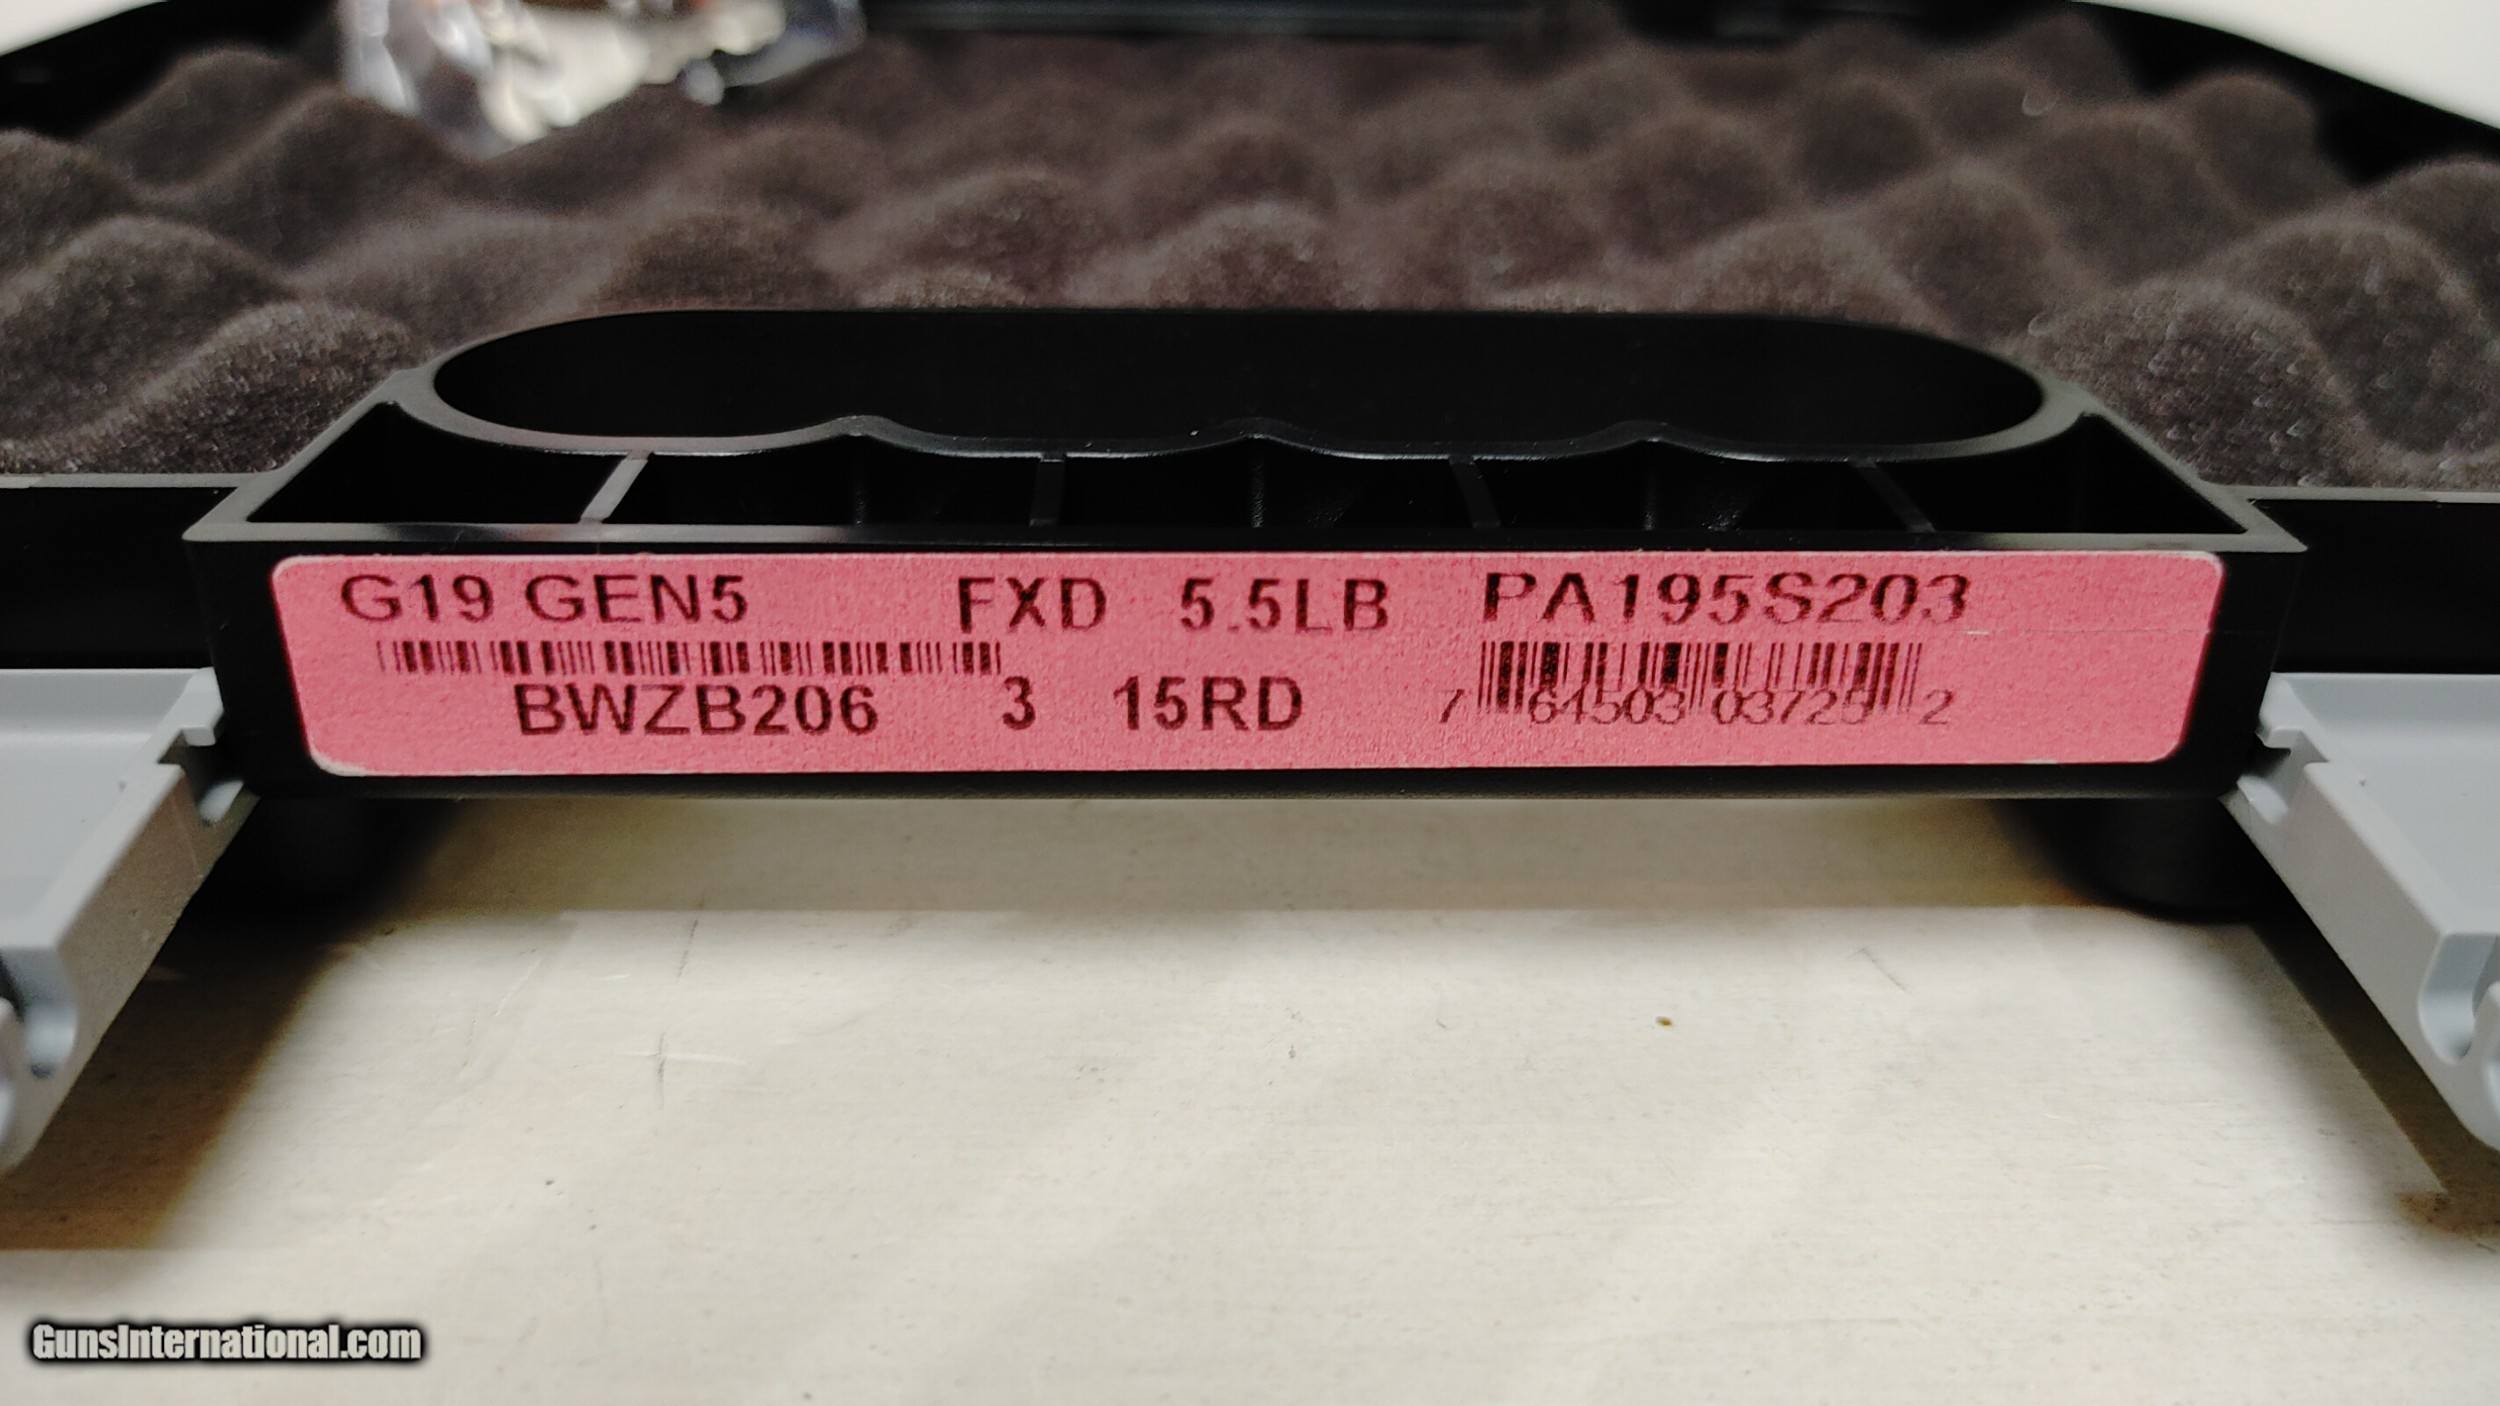 G19 GEN5 FXD 5.5LB PA195S203
BWZB206 3 15RD 7 64503 03725 2
GunsInternational.com